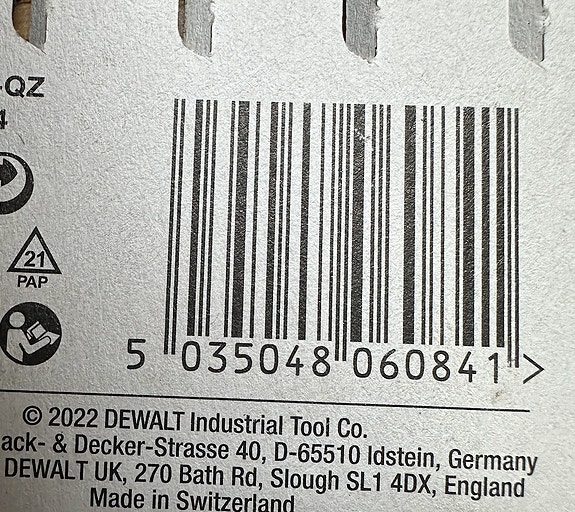 -QZ
4
21
PAP
5 035048 060841 >
© 2022 DEWALT Industrial Tool Co.
ack- & Decker-Strasse 40, D-65510 Idstein, Germany
DEWALT UK, 270 Bath Rd, Slough SL1 4DX, England
Made in Switzerland